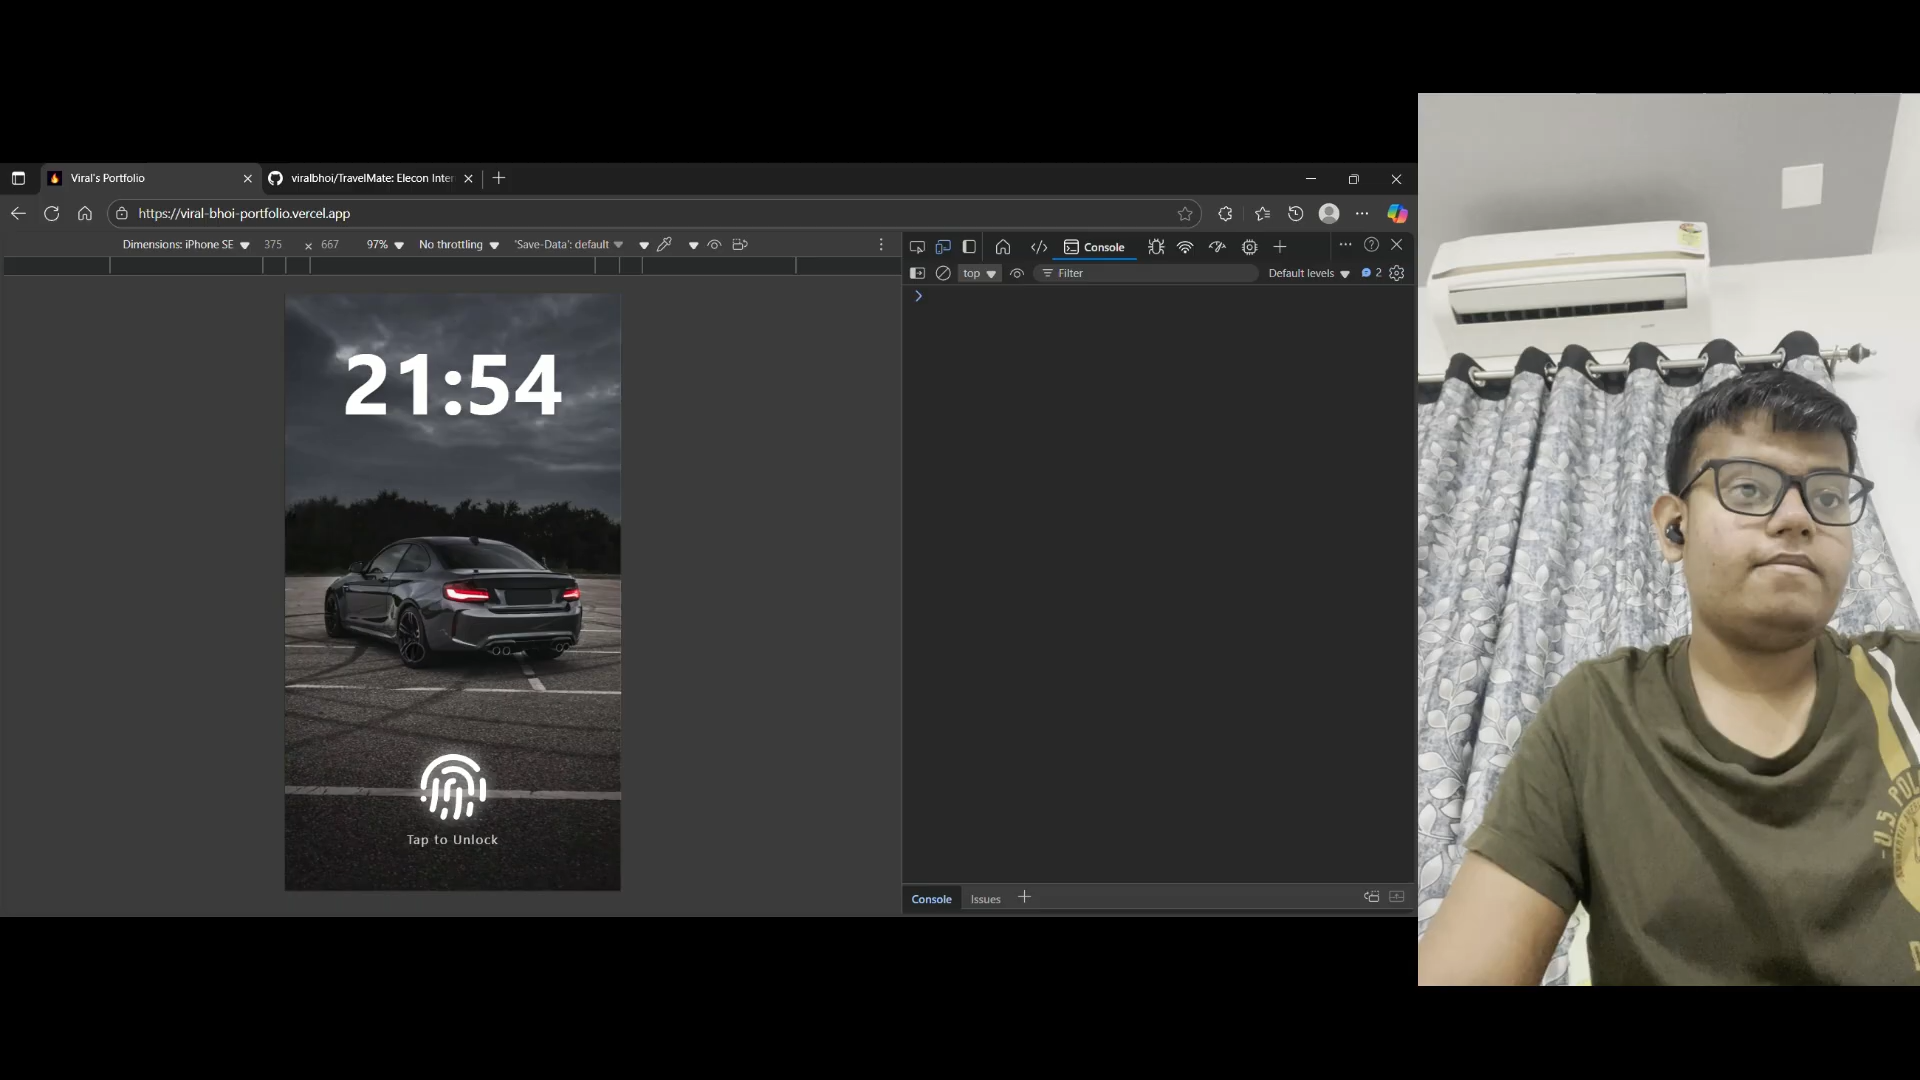 Viral's Portfolio
viralbhoi/TravelMate: Elecon Inter
https://viral-bhoi-portfolio.vercel.app
Dimensions: iPhone SE 375 × 667 97% No throttling 'Save-Data': default
Console
top Filter Default levels 2
21:54
Tap to Unlock
Console Issues
U.S. POL